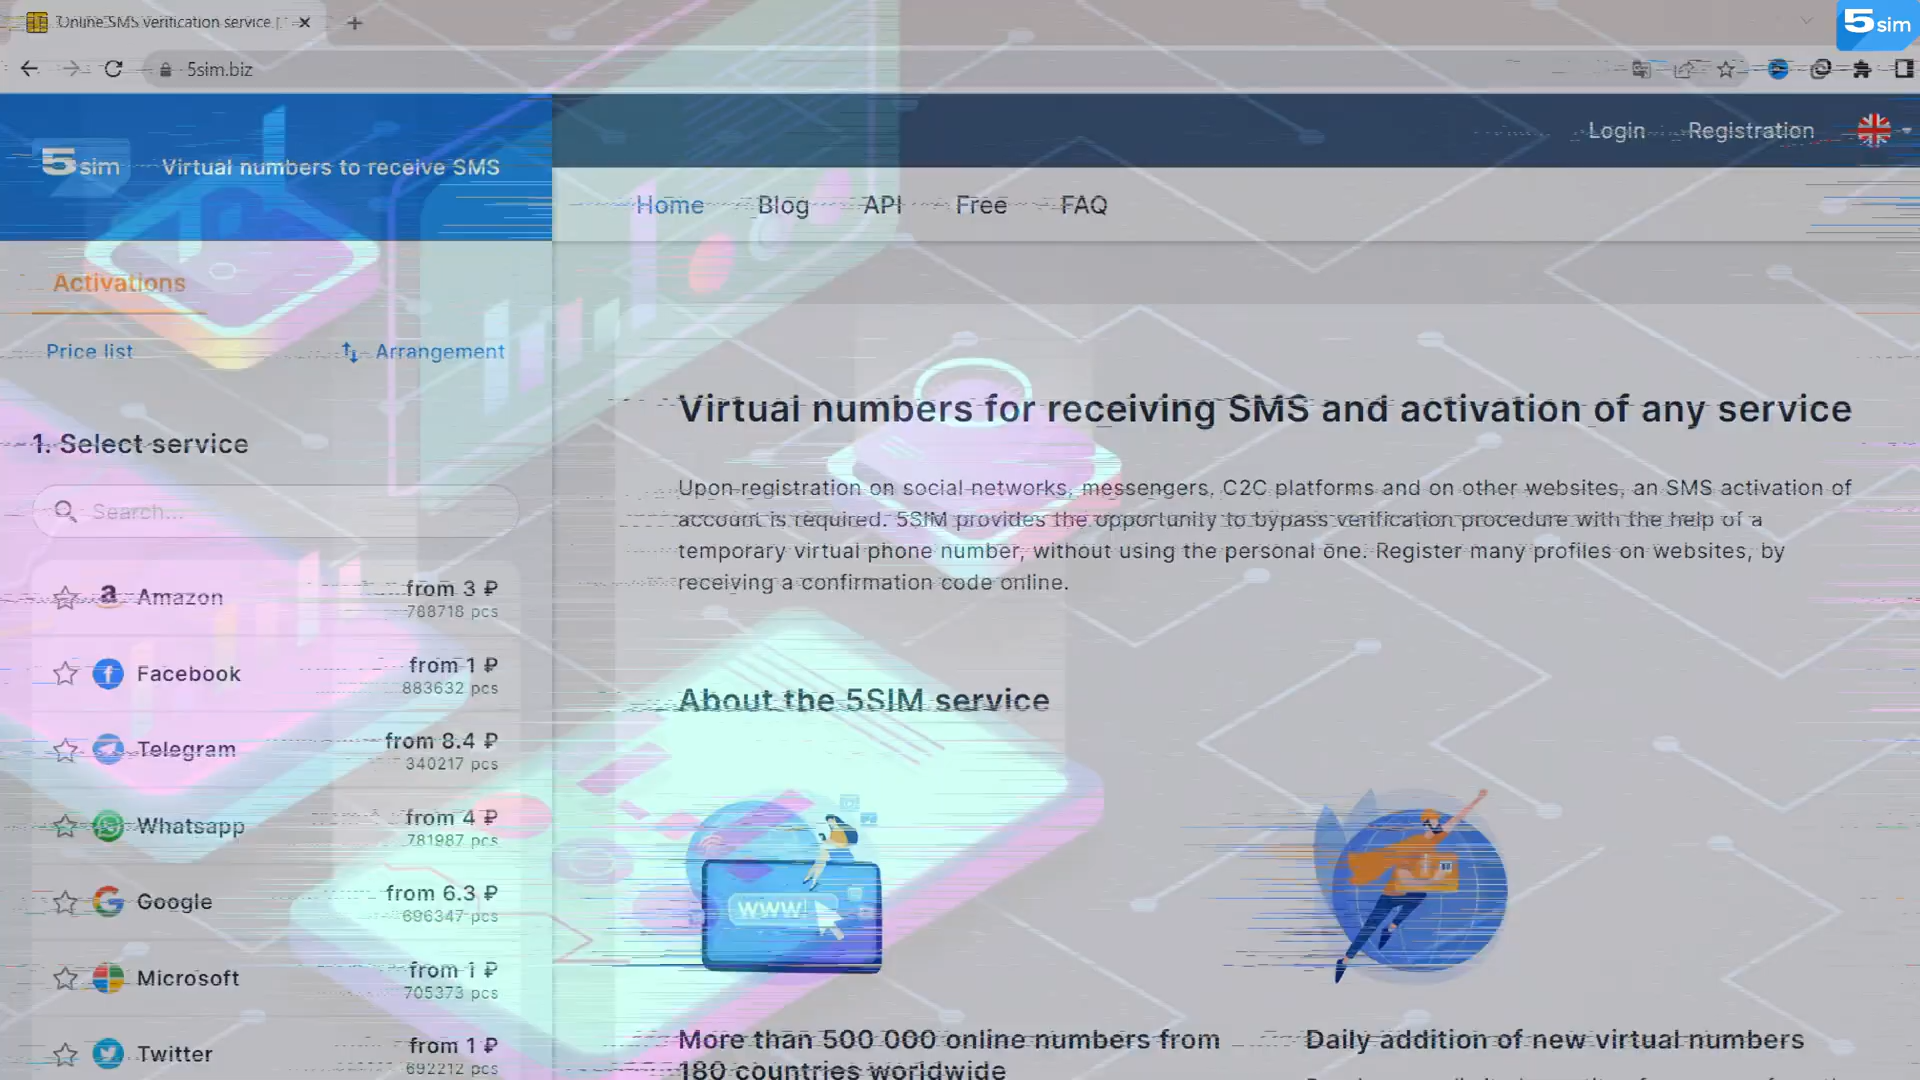 Online SMS verification service
5sim
5sim.biz
5sim Virtual numbers to receive SMS
Login Registration
Home Blog API Free FAQ
Activations
Price list Arrangement
1. Select service
Search...
Amazon from 3 ₽
788718 pcs
Facebook from 1 ₽
883632 pcs
Telegram from 8.4 ₽
340217 pcs
Whatsapp from 4 ₽
781987 pcs
Google from 6.3 ₽
696347 pcs
Microsoft from 1 ₽
705373 pcs
Twitter from 1 ₽
692212 pcs
Virtual numbers for receiving SMS and activation of any service
Upon registration on social networks, messengers, C2C platforms and on other websites, an SMS activation of
account is required. 5SIM provides the opportunity to bypass verification procedure with the help of a
temporary virtual phone number, without using the personal one. Register many profiles on websites, by
receiving a confirmation code online.
About the 5SIM service
WWW
More than 500 000 online numbers from
180 countries worldwide
Daily addition of new virtual numbers